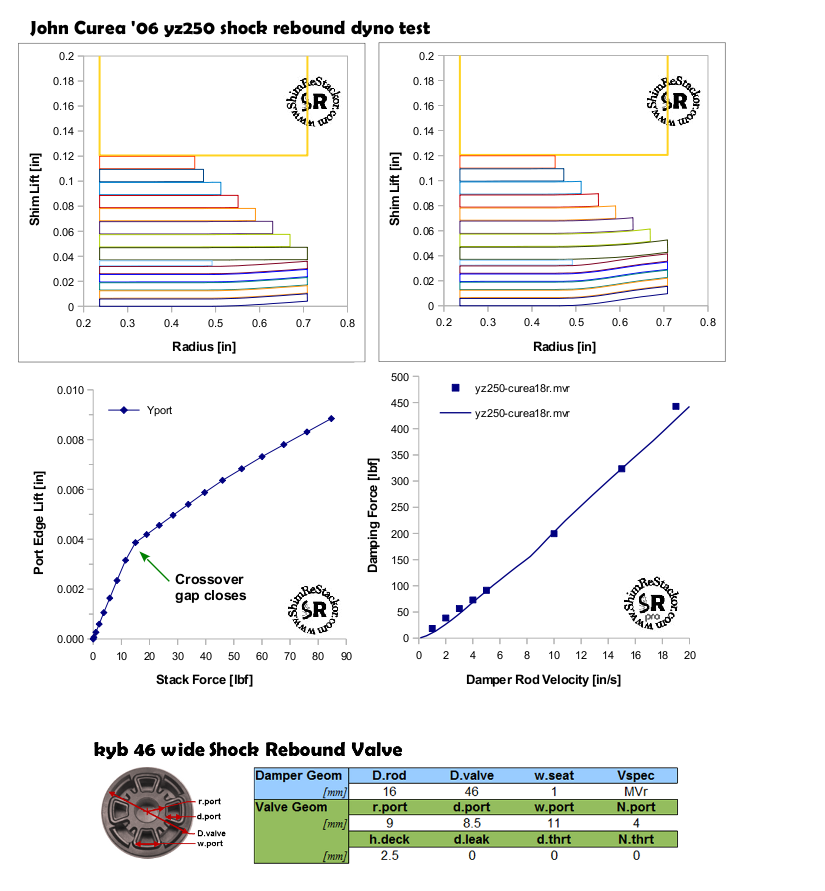 John Curea '06 yz250 shock rebound dyno test
0.2
0.18
0.16
0.14
0.12
0.1
0.08
0.06
0.04
0.02
0
Shim Lift [in]
0.2 0.3 0.4 0.5 0.6 0.7 0.8
Radius [in]
www.ShimReStackor.com
SR
0.2
0.18
0.16
0.14
0.12
0.1
0.08
0.06
0.04
0.02
0
Shim Lift [in]
0.2 0.3 0.4 0.5 0.6 0.7 0.8
Radius [in]
www.ShimReStackor.com
SR
0.010
0.008
0.006
0.004
0.002
0.000
Port Edge Lift [in]
Yport
Crossover
gap closes
0 10 20 30 40 50 60 70 80 90
Stack Force [lbf]
www.ShimReStackor.com
SR
500
450
400
350
300
250
200
150
100
50
0
Damping Force [lbf]
yz250-curea18r.mvr
yz250-curea18r.mvr
0 2 4 6 8 10 12 14 16 18 20
Damper Rod Velocity [in/s]
www.ShimReStackor.com
SR
pro
kyb 46 wide Shock Rebound Valve
r.port
d.port
D.valve
w.port
Damper Geom D.rod D.valve w.seat Vspec
[mm] 16 46 1 MVr
Valve Geom r.port d.port w.port N.port
[mm] 9 8.5 11 4
h.deck d.leak d.thrt N.thrt
[mm] 2.5 0 0 0